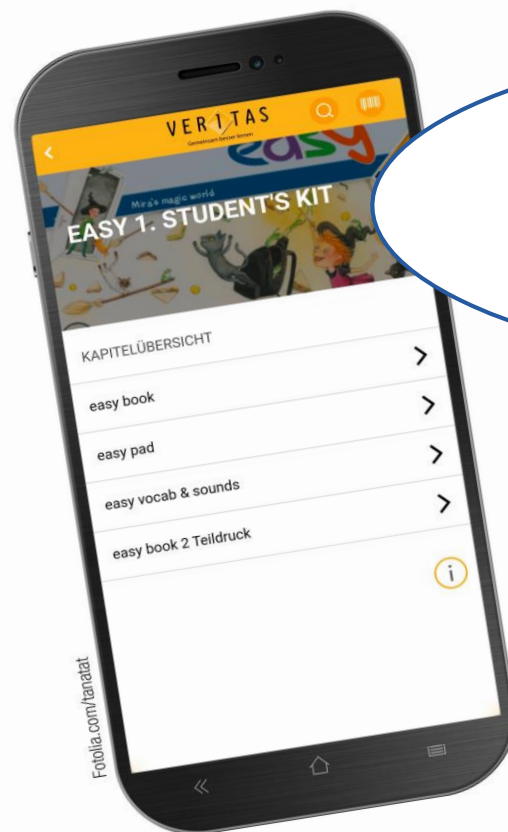 VERITAS
Gemeinsam besser lernen
easy
Mira's magic world
EASY 1. STUDENT'S KIT
KAPITELÜBERSICHT
easy book
easy pad
easy vocab & sounds
easy book 2 Teildruck
i
Fotolia.com/tanatat